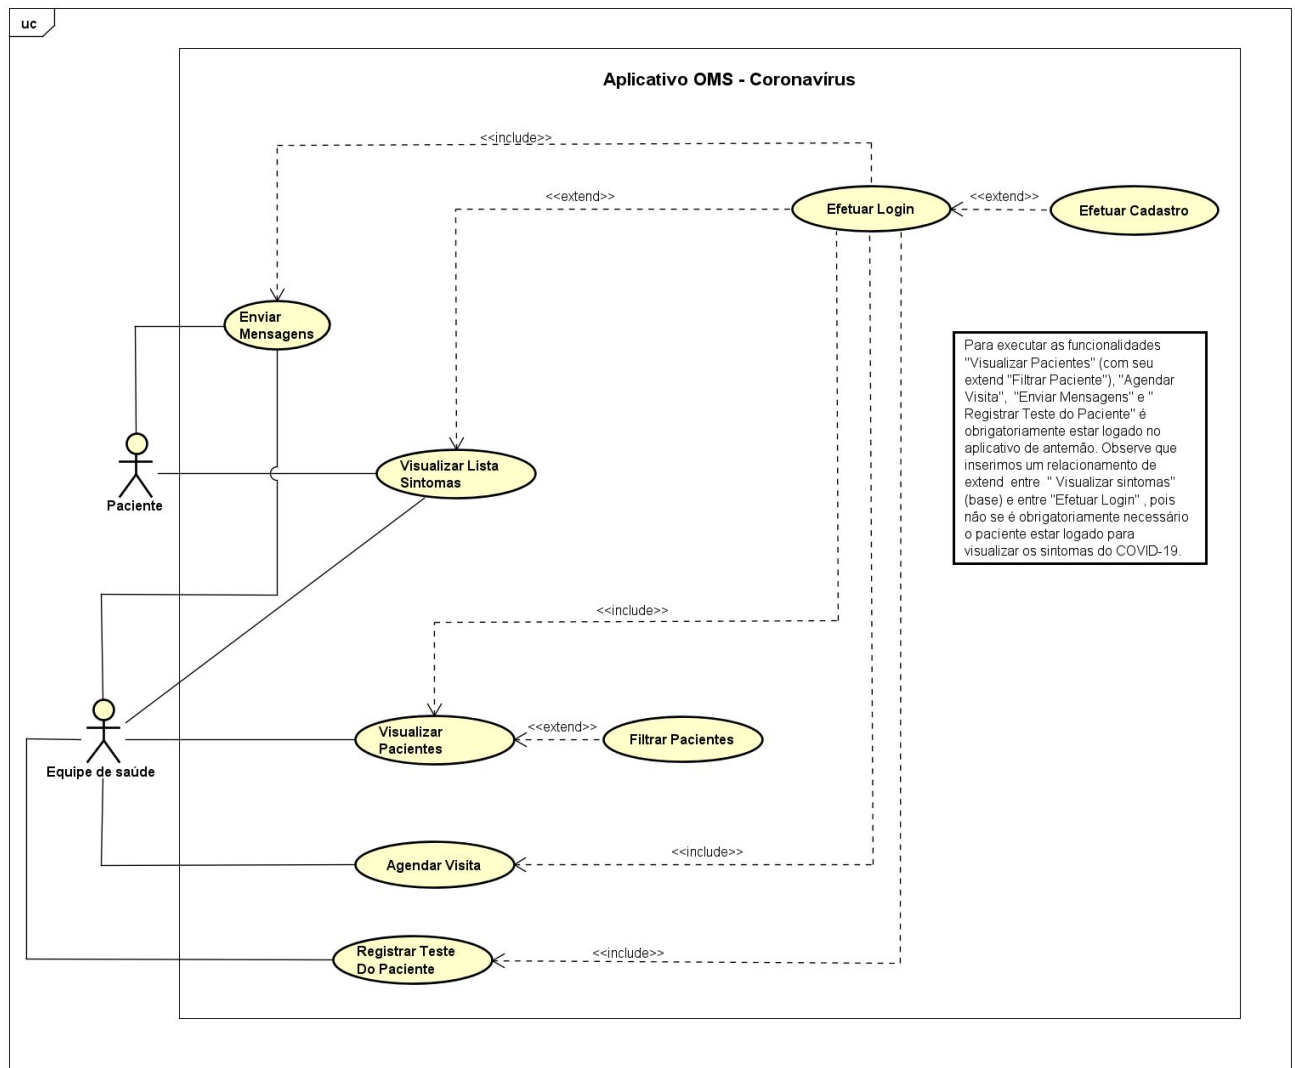 uc
Aplicativo OMS - Coronavírus
<<include>>
<<extend>>
Efetuar Login
<<extend>>
Efetuar Cadastro
Enviar
Mensagens
Para executar as funcionalidades
"Visualizar Pacientes" (com seu
extend "Filtrar Paciente"), "Agendar
Visita",  "Enviar Mensagens" e "
Registrar Teste do Paciente" é
obrigatoriamente estar logado no
aplicativo de antemão. Observe que
inserimos um relacionamento de
extend  entre  " Visualizar sintomas"
(base) e entre "Efetuar Login" , pois
não se é obrigatoriamente necessário
o paciente estar logado para
visualizar os sintomas do COVID-19.
Paciente
Visualizar Lista
Sintomas
<<include>>
Equipe de saúde
Visualizar
Pacientes
<<extend>>
Filtrar Pacientes
Agendar Visita
<<include>>
Registrar Teste
Do Paciente
<<include>>